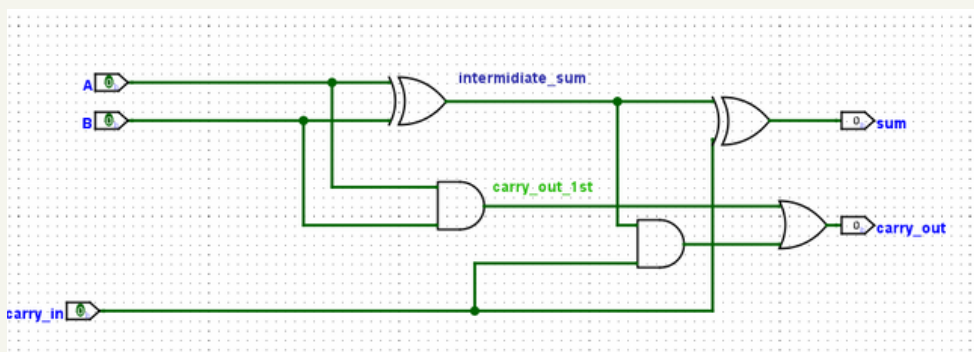 A 0
intermidiate_sum
B 0
0 sum
carry_out_1st
0 carry_out
carry_in 0